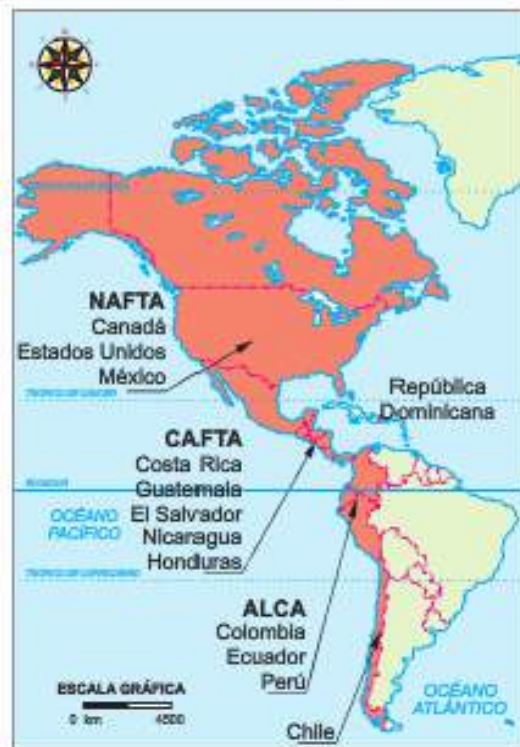 NAFTA
Canadá
Estados Unidos
México
República
Dominicana
CAFTA
Costa Rica
Guatemala
El Salvador
Nicaragua
Honduras
ECUADOR
OCÉANO
PACÍFICO
ALCA
Colombia
Ecuador
Perú
Chile
OCÉANO
ATLÁNTICO
ESCALA GRÁFICA
0 km 4500